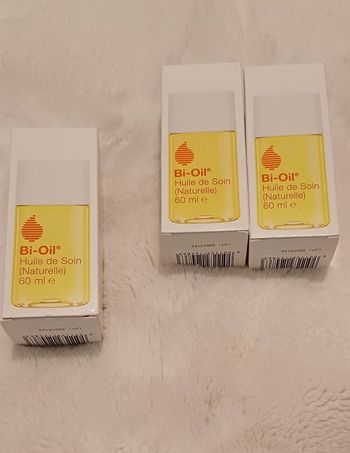 Bi-Oil®
Huile de Soin
(Naturelle)
60 ml e
Bi-Oil®
Huile de Soin
(Naturelle)
60 ml e
Bi-Oil®
Huile de Soin
(Naturelle)
60 ml e